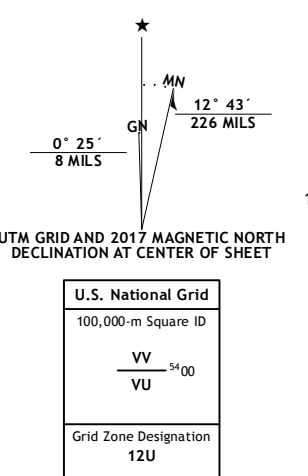 ★
MN
12° 43´
226 MILS
GN
0° 25´
8 MILS
UTM GRID AND 2017 MAGNETIC NORTH
DECLINATION AT CENTER OF SHEET
U.S. National Grid
100,000-m Square ID
VV
5400
VU
Grid Zone Designation
12U